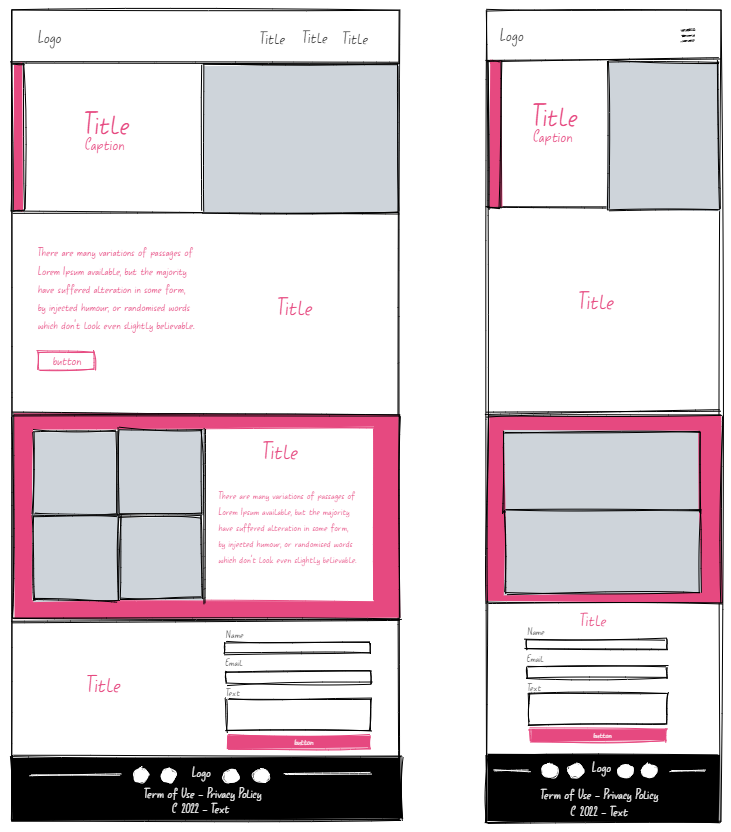 Logo
Title Title Title
Title
Caption
There are many variations of passages of
Lorem Ipsum available, but the majority
have suffered alteration in some form,
by injected humour, or randomised words
which don't look even slightly believable.
button
Title
Title
There are many variations of passages of
Lorem Ipsum available, but the majority
have suffered alteration in some form,
by injected humour, or randomised words
which don't look even slightly believable.
Title
Name
Email
Text
button
Logo
Term of Use - Privacy Policy
C 2022 - Text
Logo
Title
Caption
Title
Title
Name
Email
Text
button
Logo
Term of Use - Privacy Policy
C 2022 - Text